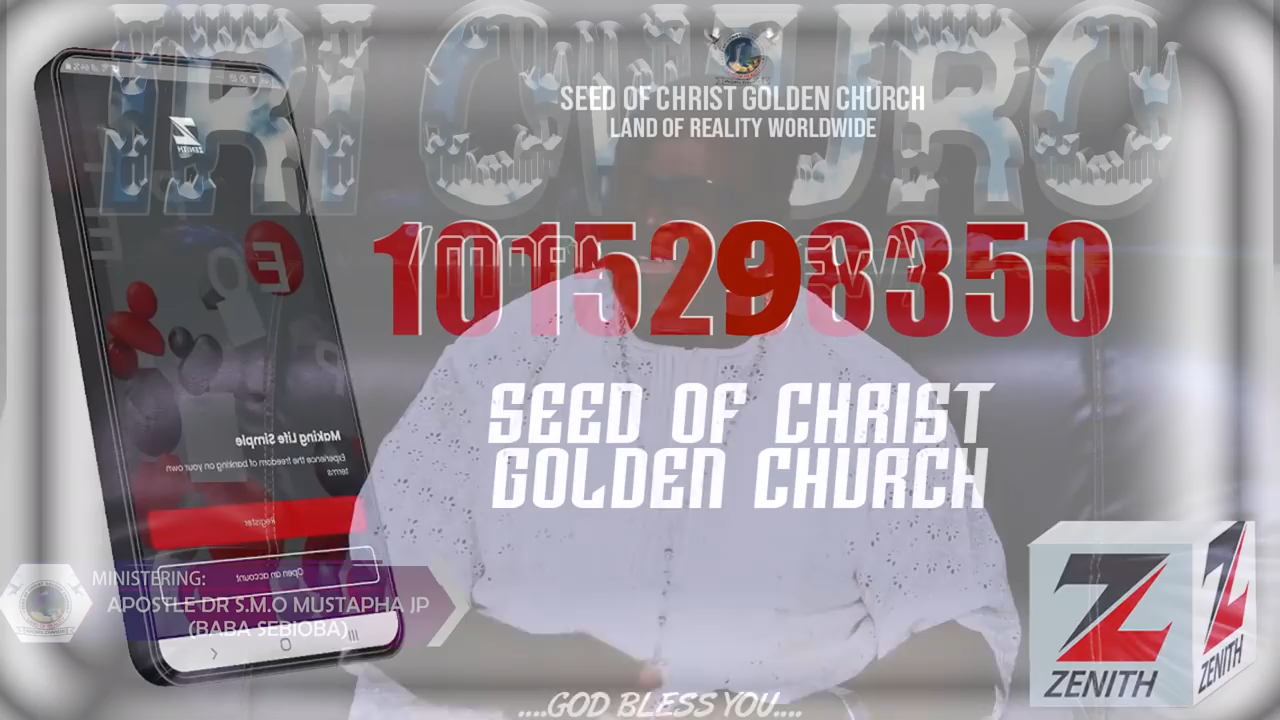 SEED OF CHRIST GOLDEN CHURCH
LAND OF REALITY WORLDWIDE
1015298350
SEED OF CHRIST
GOLDEN CHURCH
ZENITH
Making Life Simple
Experience the freedom of banking on your own
terms
Register
Open an account
MINISTERING:
APOSTLE DR S.M.O MUSTAPHA JP
(BABA SEBIOBA)
ZENITH
ZENITH
....GOD BLESS YOU....